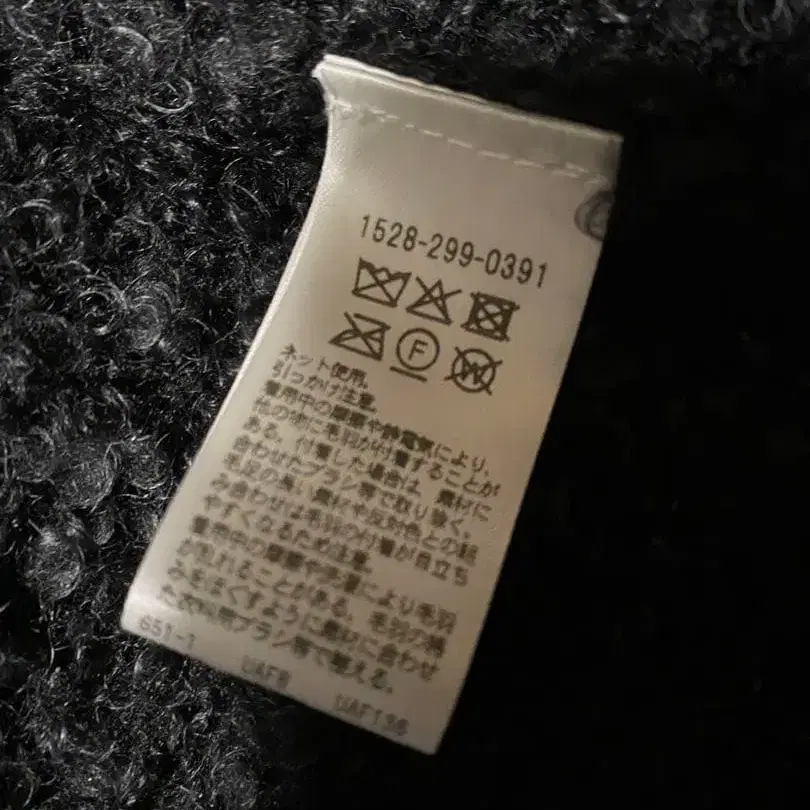 1528-299-0391
F
W
ネット使用。
引っかけ注意。
着用中の摩擦や静電気により、
他の物に毛羽が付着することが
ある。付着した場合は、素材に
合わせたブラシ等で取り除く。
毛足の長い素材や反対色との組
み合わせは毛羽の付着が目立ち
やすくなるため注意。
着用中の摩擦や により毛羽
が乱れることがある。毛羽の絡
みをほぐすように素材に合わせ
た衣料用ブラシ等で整える。
651-1 UAF8 UAF136